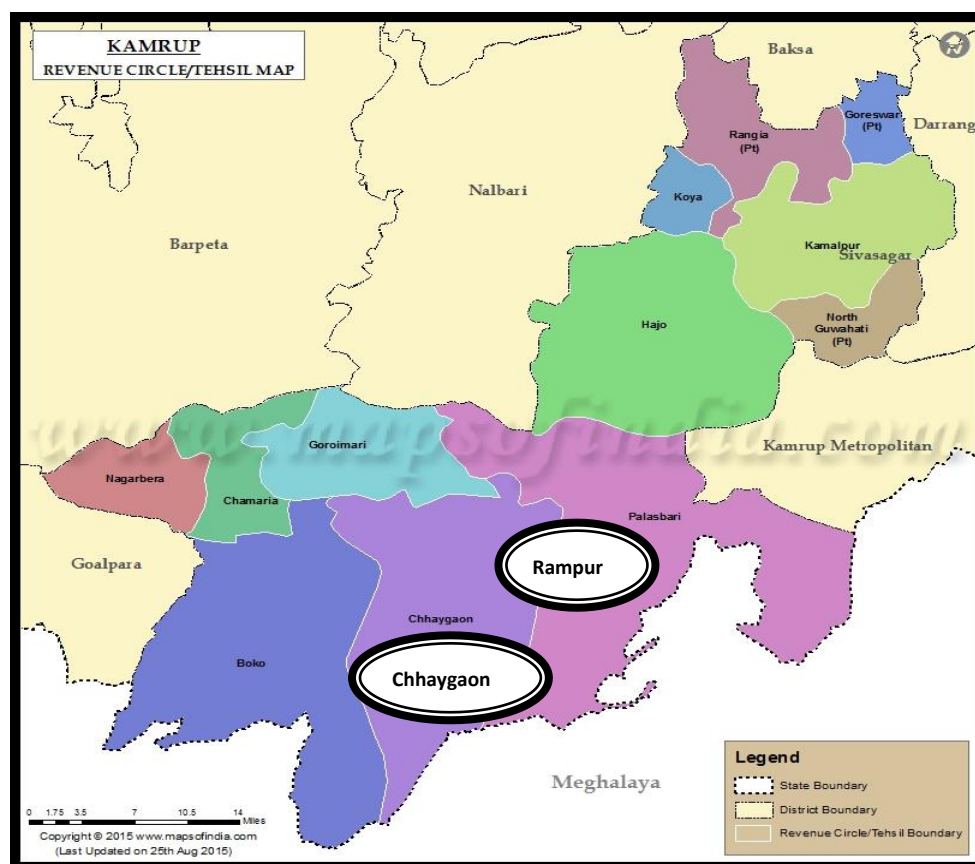 KAMRUP
REVENUE CIRCLE/TEHSIL MAP
Baksa
N
Goreswar
(Pt)
Darrang
Rangia
(Pt)
Nalbari
Koya
Barpeta
Kamalpur
Sivasagar
Hajo
North
Guwahati
(Pt)
www.mapsofindia.com
Goroimari
Kamrup Metropolitan
Nagarbera
Chamaria
Palasbari
Goalpara
Rampur
Chhaygaon
Boko
Chhaygaon
Meghalaya
Legend
State Boundary
District Boundary
Revenue Circle/Tehsil Boundary
0 1.75 3.5 7 10.5 14
Miles
Copyright © 2015 www.mapsofindia.com
(Last Updated on 25th Aug 2015)